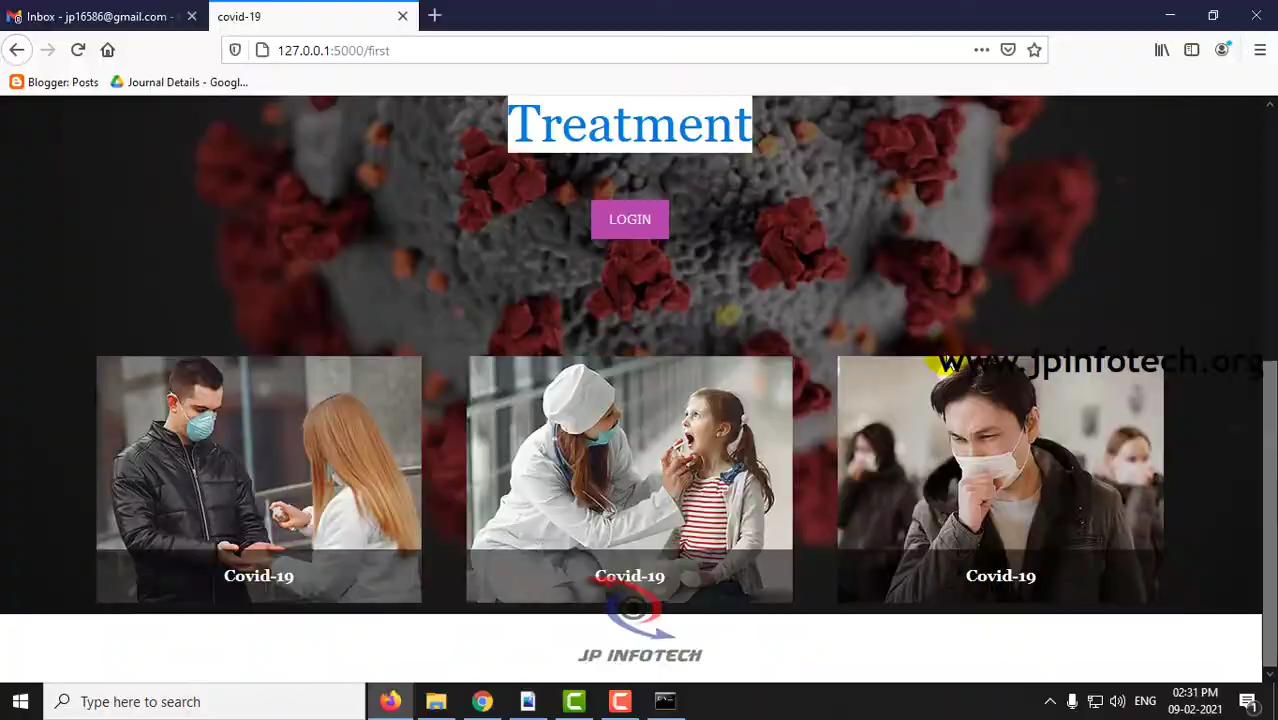 Inbox - jp16586@gmail.com -
covid-19
127.0.0.1:5000/first
Blogger: Posts
Journal Details - Googl...
Treatment
LOGIN
www.jpinfotech.org
Covid-19
Covid-19
Covid-19
JP INFOTECH
Type here to search
ENG
02:31 PM
09-02-2021
1